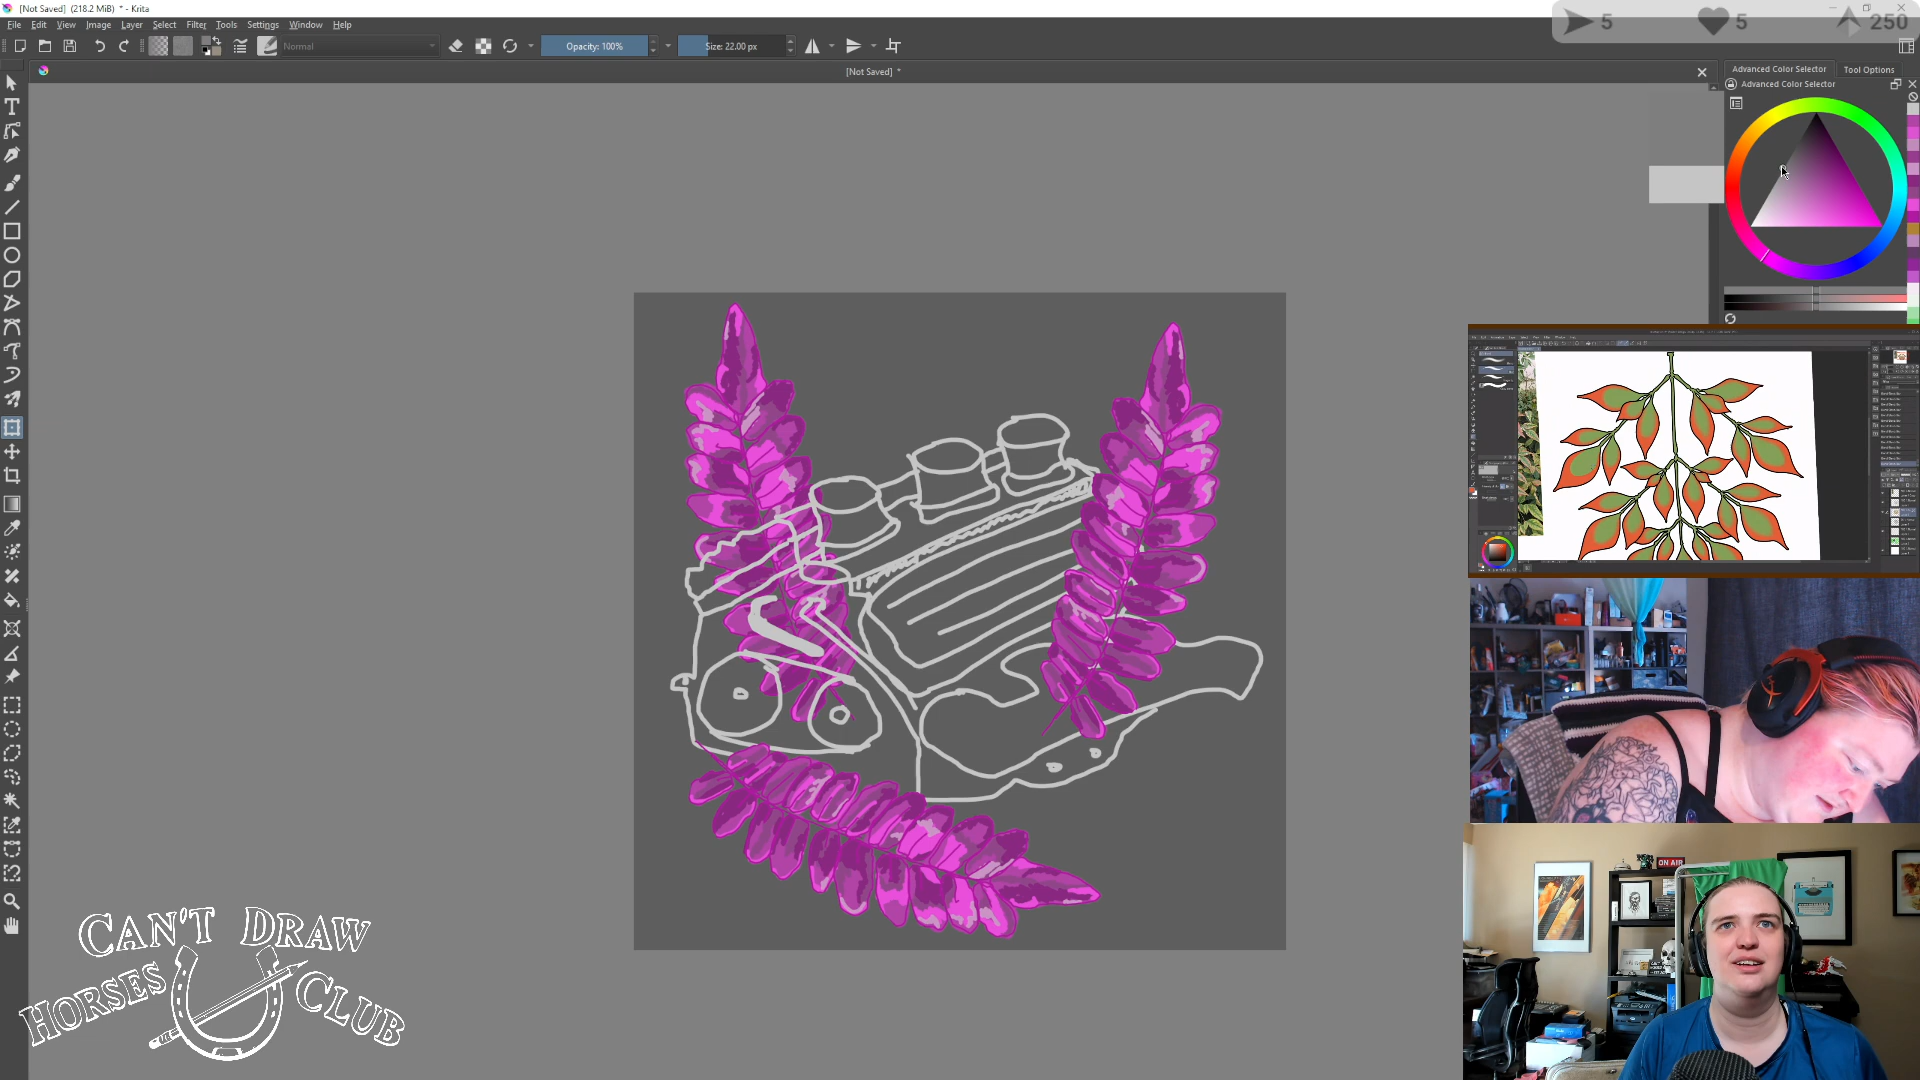 [Not Saved]  (218.2 MiB)  * - Krita
File
Edit
View
Image
Layer
Select
Filter
Tools
Settings
Window
Help
5
5
250
Normal
Opacity: 100%
Size: 22.00 px
[Not Saved]  *
Advanced Color Selector
Tool Options
Advanced Color Selector
ON AIR
CAN'T DRAW
HORSES
CLUB